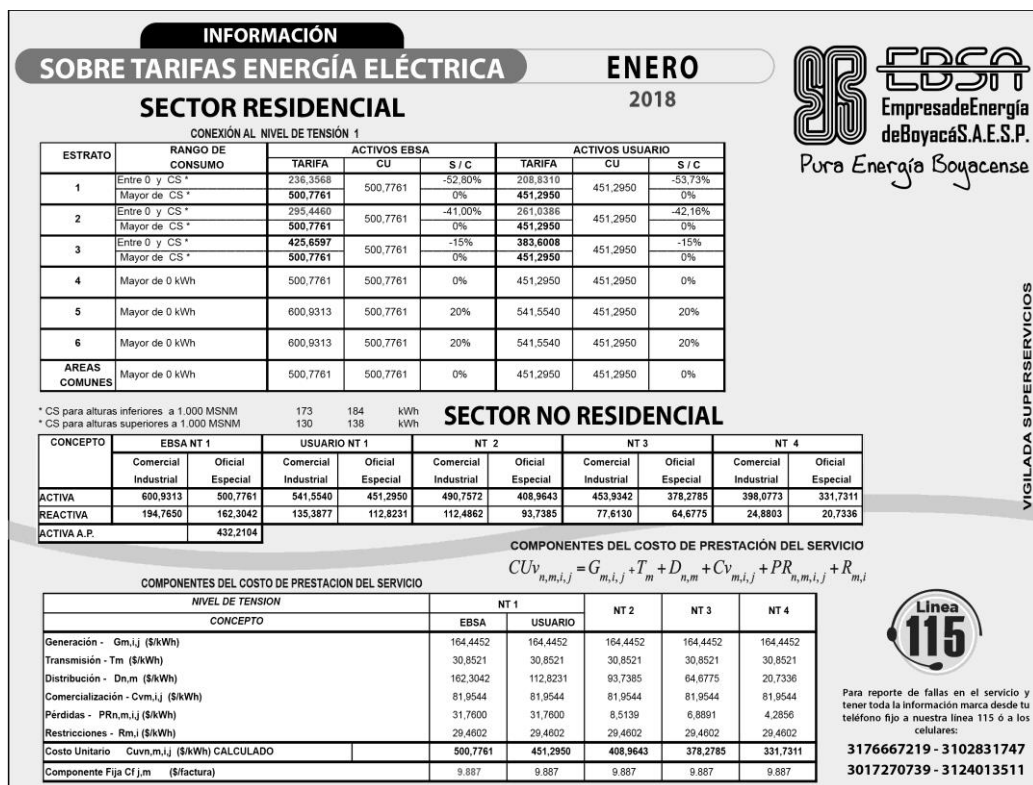 INFORMACIÓN
SOBRE TARIFAS ENERGÍA ELÉCTRICA
ENERO
2018
EBSA
EmpresadeEnergía
deBoyacáS.A.E.S.P.
Pura Energía Boyacense
SECTOR RESIDENCIAL
CONEXIÓN AL NIVEL DE TENSIÓN 1
ESTRATO RANGO DE CONSUMO ACTIVOS EBSA ACTIVOS USUARIO
TARIFA CU S / C TARIFA CU S / C
1 Entre 0 y CS * 236,3568 500,7761 -52,80% 208,8310 451,2950 -53,73%
Mayor de CS * 500,7761 0% 451,2950 0%
2 Entre 0 y CS * 295,4460 500,7761 -41,00% 261,0386 451,2950 -42,16%
Mayor de CS * 500,7761 0% 451,2950 0%
3 Entre 0 y CS * 425,6597 500,7761 -15% 383,6008 451,2950 -15%
Mayor de CS * 500,7761 0% 451,2950 0%
4 Mayor de 0 kWh 500,7761 500,7761 0% 451,2950 451,2950 0%
5 Mayor de 0 kWh 600,9313 500,7761 20% 541,5540 451,2950 20%
6 Mayor de 0 kWh 600,9313 500,7761 20% 541,5540 451,2950 20%
AREAS COMUNES Mayor de 0 kWh 500,7761 500,7761 0% 451,2950 451,2950 0%
* CS para alturas inferiores a 1.000 MSNM 173 184 kWh
* CS para alturas superiores a 1.000 MSNM 130 138 kWh
SECTOR NO RESIDENCIAL
CONCEPTO EBSA NT 1 USUARIO NT 1 NT 2 NT 3 NT 4
Comercial Oficial Comercial Oficial Comercial Oficial Comercial Oficial Comercial Oficial
Industrial Especial Industrial Especial Industrial Especial Industrial Especial Industrial Especial
ACTIVA 600,9313 500,7761 541,5540 451,2950 490,7572 408,9643 453,9342 378,2785 398,0773 331,7311
REACTIVA 194,7650 162,3042 135,3877 112,8231 112,4862 93,7385 77,6130 64,6775 24,8803 20,7336
ACTIVA A.P. 432,2104
COMPONENTES DEL COSTO DE PRESTACIÓN DEL SERVICIO
CUv n,m,i,j = G m,i,j + T m + D n,m + Cv m,i,j + PR n,m,i,j + R m,i
COMPONENTES DEL COSTO DE PRESTACION DEL SERVICIO
NIVEL DE TENSION NT 1 NT 2 NT 3 NT 4
CONCEPTO EBSA USUARIO
Generación - Gm,i,j ($/kWh) 164,4452 164,4452 164,4452 164,4452 164,4452
Transmisión - Tm ($/kWh) 30,8521 30,8521 30,8521 30,8521 30,8521
Distribución - Dn,m ($/kWh) 162,3042 112,8231 93,7385 64,6775 20,7336
Comercialización - Cvm,i,j ($/kWh) 81,9544 81,9544 81,9544 81,9544 81,9544
Pérdidas - PRn,m,i,j ($/kWh) 31,7600 31,7600 8,5139 6,8891 4,2856
Restricciones - Rm,i ($/kWh) 29,4602 29,4602 29,4602 29,4602 29,4602
Costo Unitario Cuvn,m,i,j ($/kWh) CALCULADO 500,7761 451,2950 408,9643 378,2785 331,7311
Componente Fija Cf j,m ($/factura) 9.887 9.887 9.887 9.887 9.887
VIGILADA SUPERSERVICIOS
Linea
115
Para reporte de fallas en el servicio y
tener toda la información marca desde tu
teléfono fijo a nuestra línea 115 ó a los
celulares:
3176667219 - 3102831747
3017270739 - 3124013511